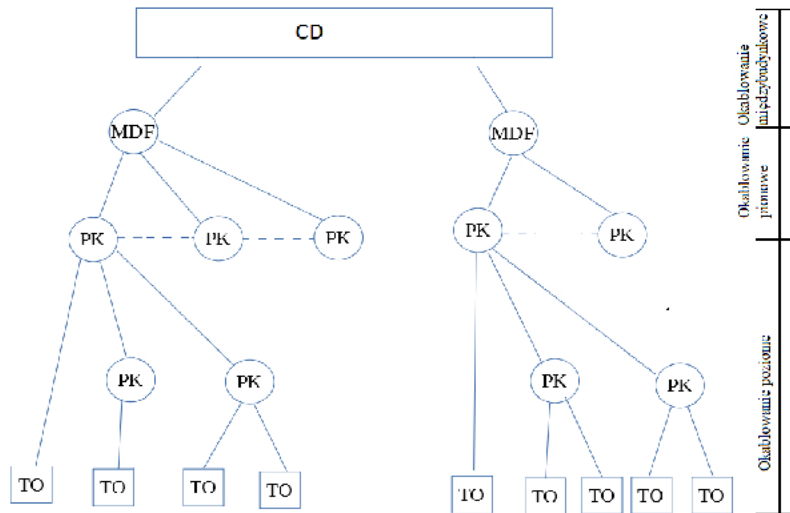 CD
MDF
MDF
PK
PK
PK
PK
PK
PK
PK
PK
PK
TO
TO
TO
TO
TO
TO
TO
TO
TO
Okablowanie
międzybudynkowe
Okablowanie
pionowe
Okablowanie poziome